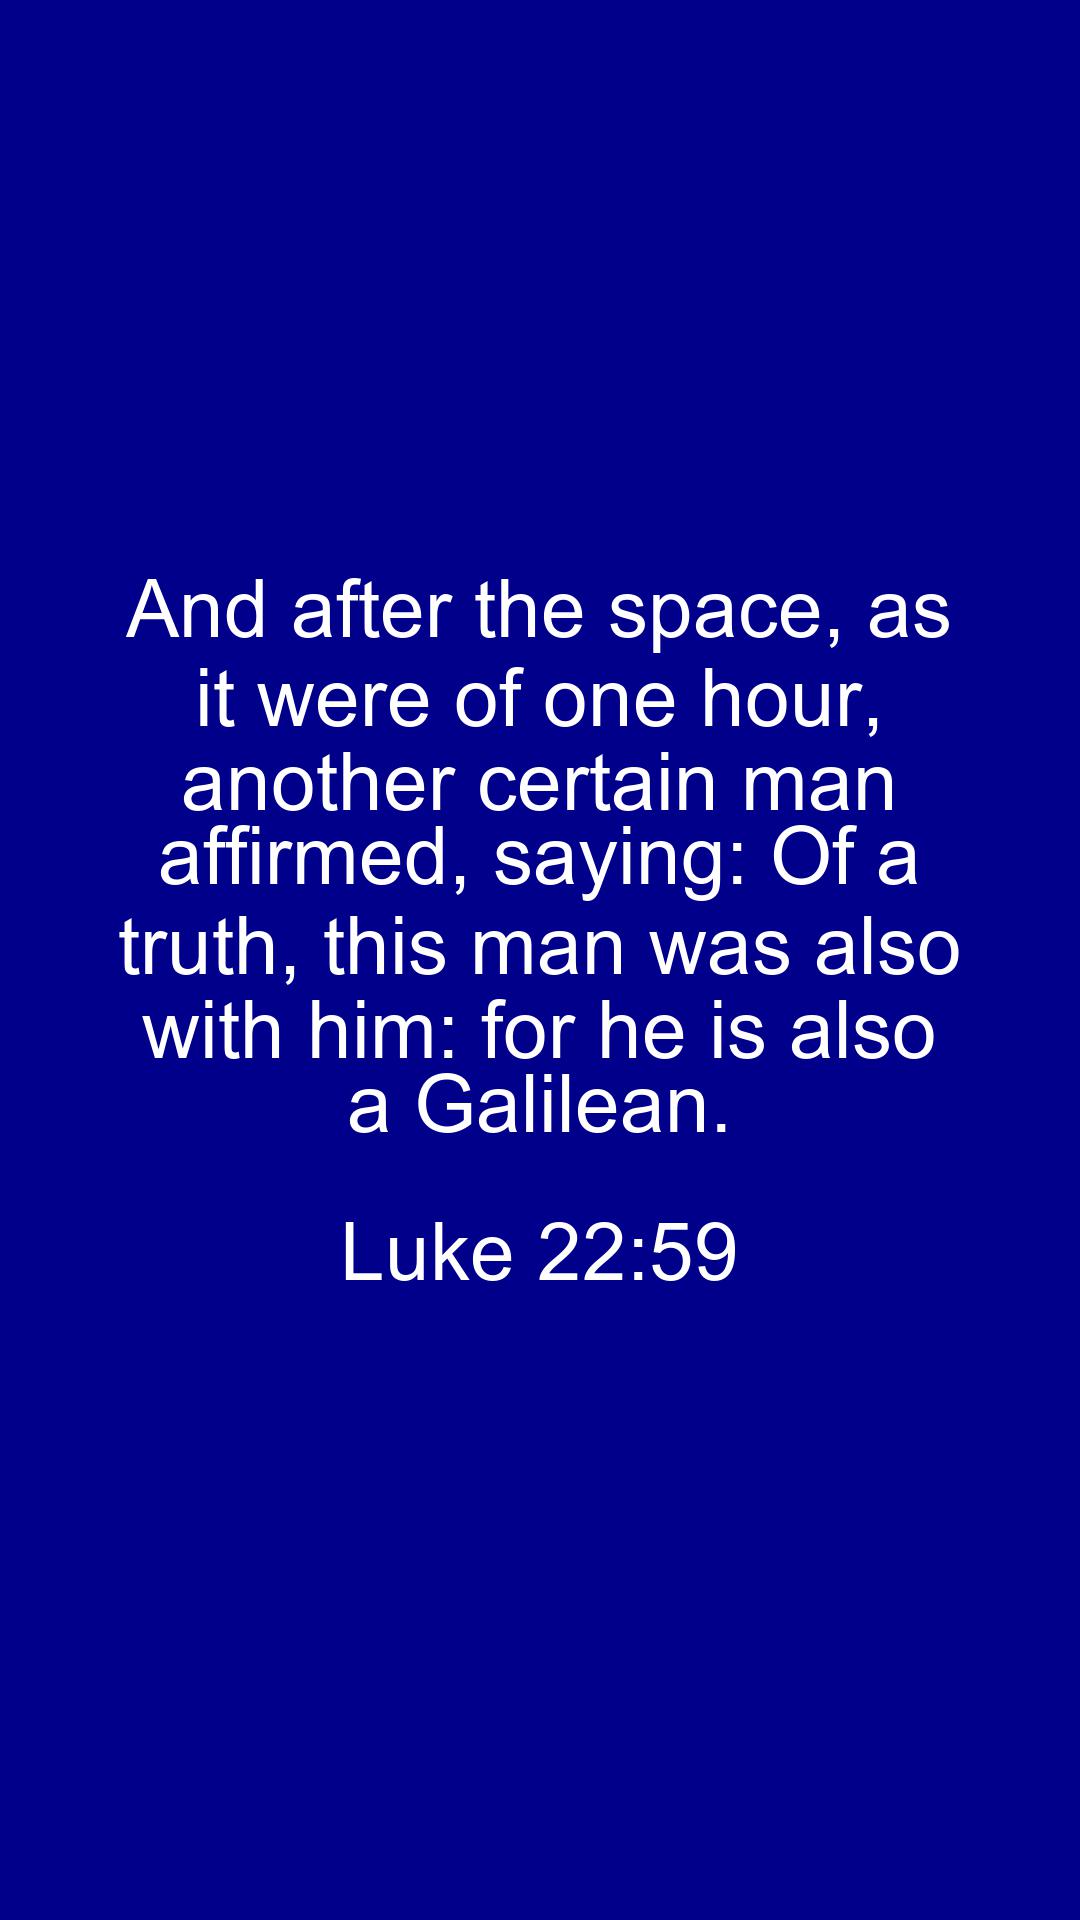 And after the space, as
it were of one hour,
another certain man
affirmed, saying: Of a
truth, this man was also
with him: for he is also
a Galilean.
Luke 22:59